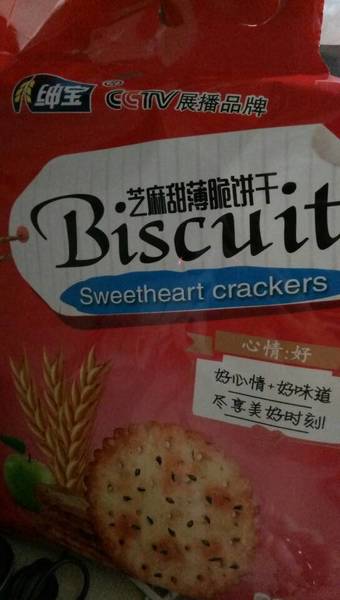 绅宝 CCTV展播品牌
芝麻甜薄脆饼干
Biscuit
Sweetheart crackers
心情:好
好心情+好味道
尽享美好时刻